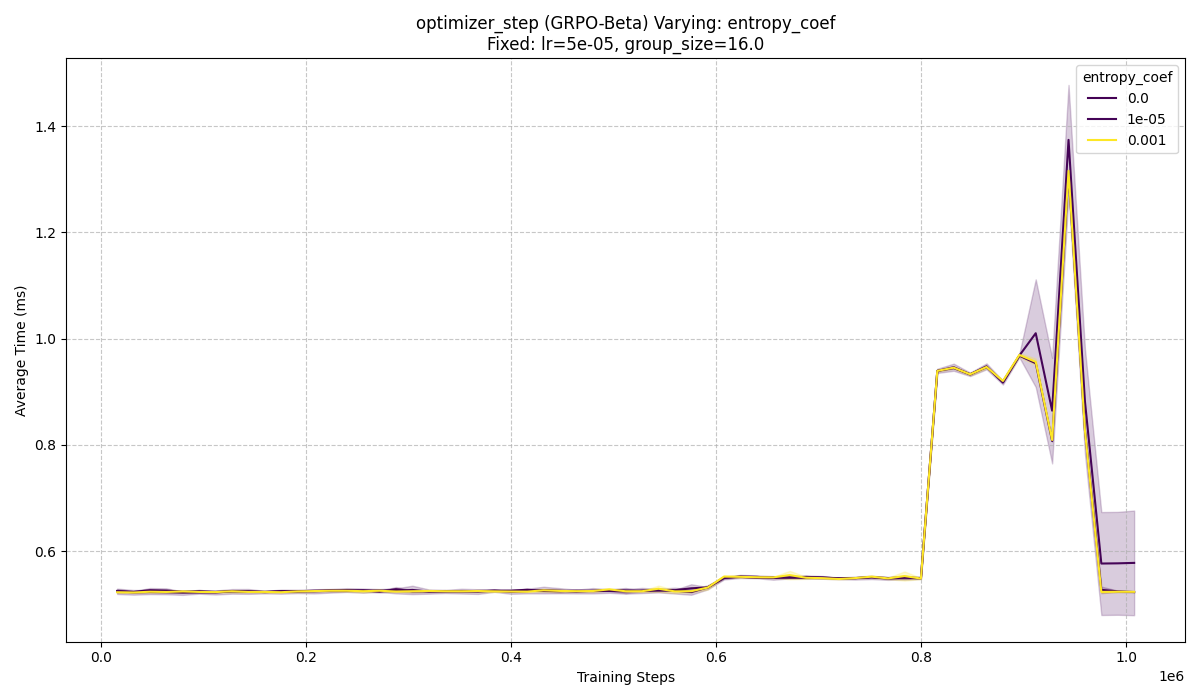 optimizer_step (GRPO-Beta) Varying: entropy_coef
Fixed: lr=5e-05, group_size=16.0
entropy_coef
0.0
1e-05
0.001
Average Time (ms)
1.4
1.2
1.0
0.8
0.6
0.0 0.2 0.4 0.6 0.8 1.0
1e6
Training Steps